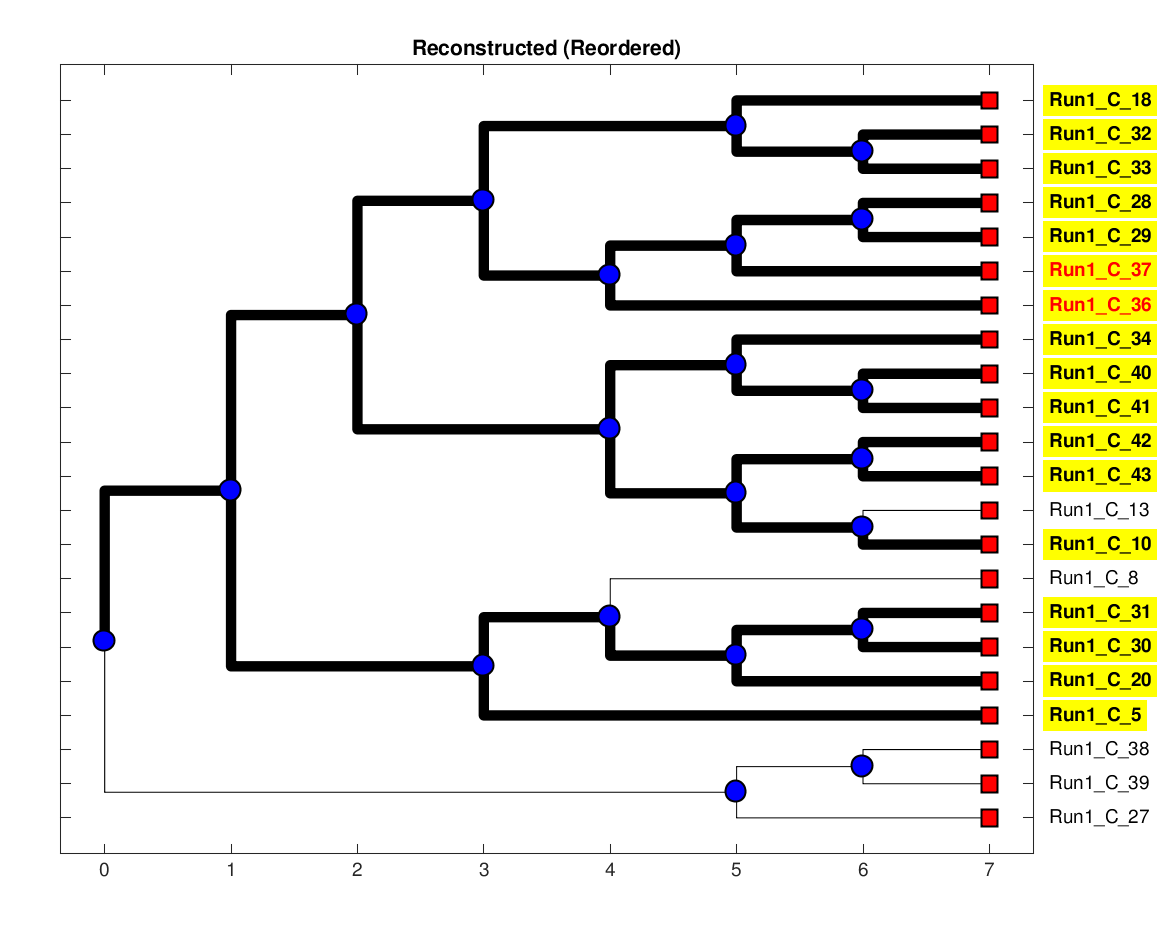 Reconstructed (Reordered)
Run1_C_18
Run1_C_32
Run1_C_33
Run1_C_28
Run1_C_29
Run1_C_37
Run1_C_36
Run1_C_34
Run1_C_40
Run1_C_41
Run1_C_42
Run1_C_43
Run1_C_13
Run1_C_10
Run1_C_8
Run1_C_31
Run1_C_30
Run1_C_20
Run1_C_5
Run1_C_38
Run1_C_39
Run1_C_27
0 1 2 3 4 5 6 7